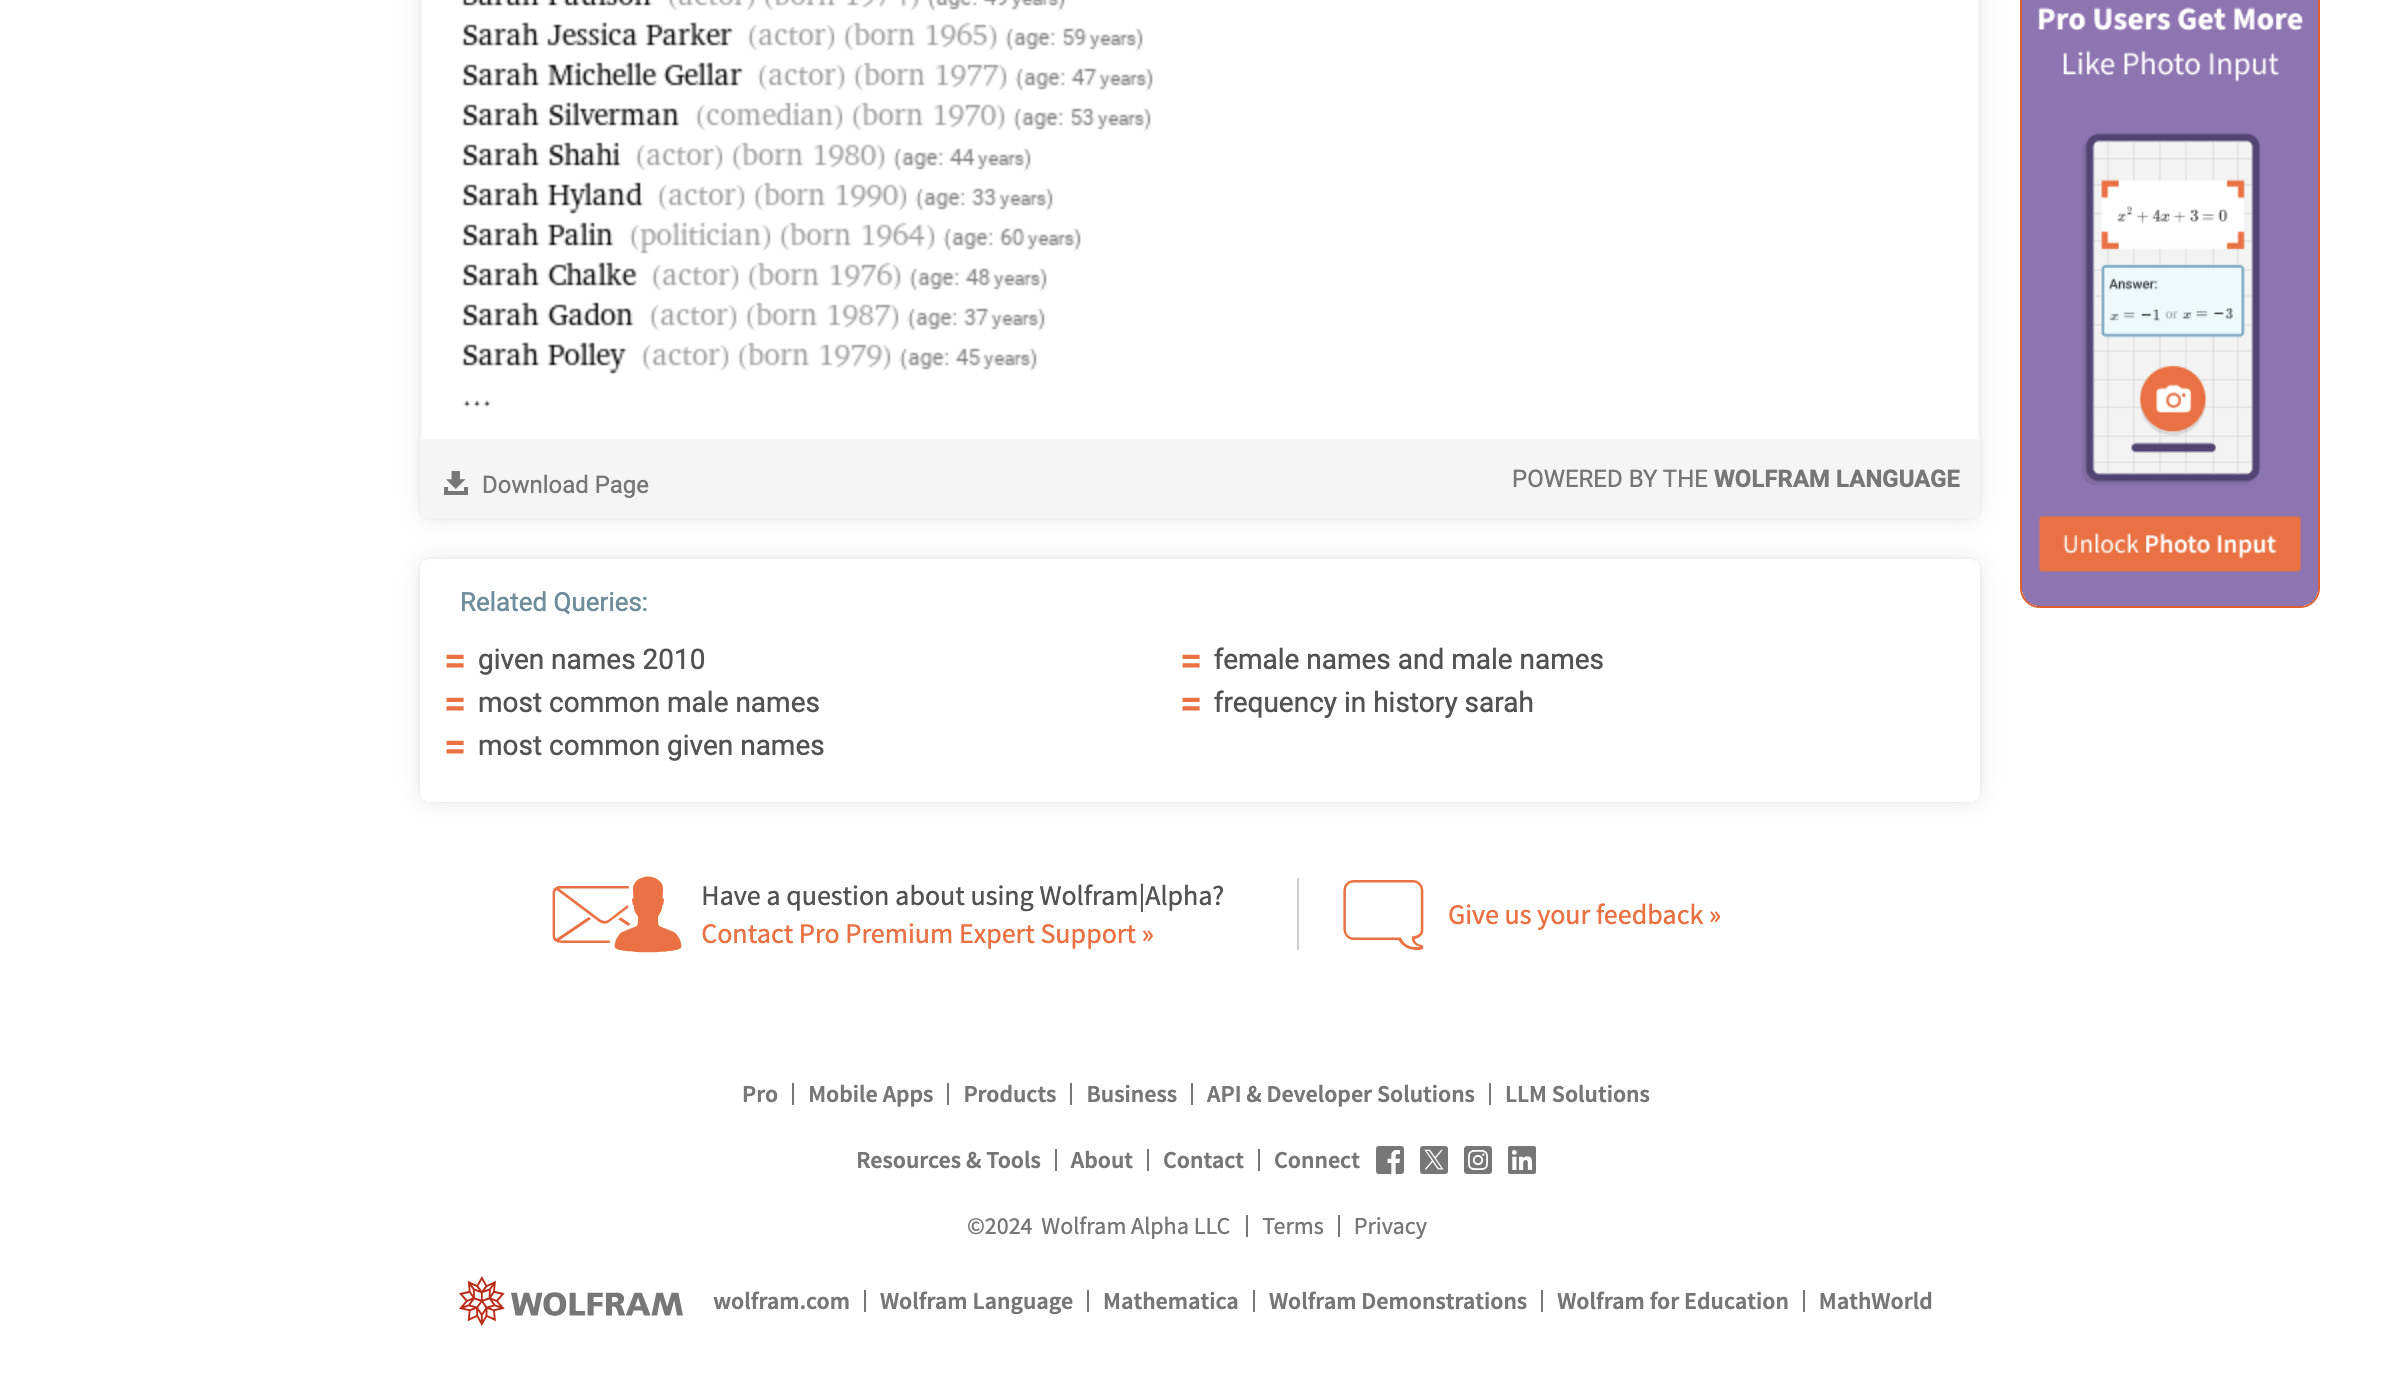 Sarah Paulson (actor) (born 1974) (age: 49 years)
Sarah Jessica Parker (actor) (born 1965) (age: 59 years)
Sarah Michelle Gellar (actor) (born 1977) (age: 47 years)
Sarah Silverman (comedian) (born 1970) (age: 53 years)
Sarah Shahi (actor) (born 1980) (age: 44 years)
Sarah Hyland (actor) (born 1990) (age: 33 years)
Sarah Palin (politician) (born 1964) (age: 60 years)
Sarah Chalke (actor) (born 1976) (age: 48 years)
Sarah Gadon (actor) (born 1987) (age: 37 years)
Sarah Polley (actor) (born 1979) (age: 45 years)
...
Download Page
POWERED BY THE WOLFRAM LANGUAGE
Pro Users Get More
Like Photo Input
x² + 4x + 3 = 0
Answer:
x = −1 or x = −3
Unlock Photo Input
Related Queries:
= given names 2010
= most common male names
= most common given names
= female names and male names
= frequency in history sarah
Have a question about using Wolfram|Alpha?
Contact Pro Premium Expert Support »
Give us your feedback »
Pro | Mobile Apps | Products | Business | API & Developer Solutions | LLM Solutions
Resources & Tools | About | Contact | Connect
©2024 Wolfram Alpha LLC | Terms | Privacy
WOLFRAM
wolfram.com | Wolfram Language | Mathematica | Wolfram Demonstrations | Wolfram for Education | MathWorld